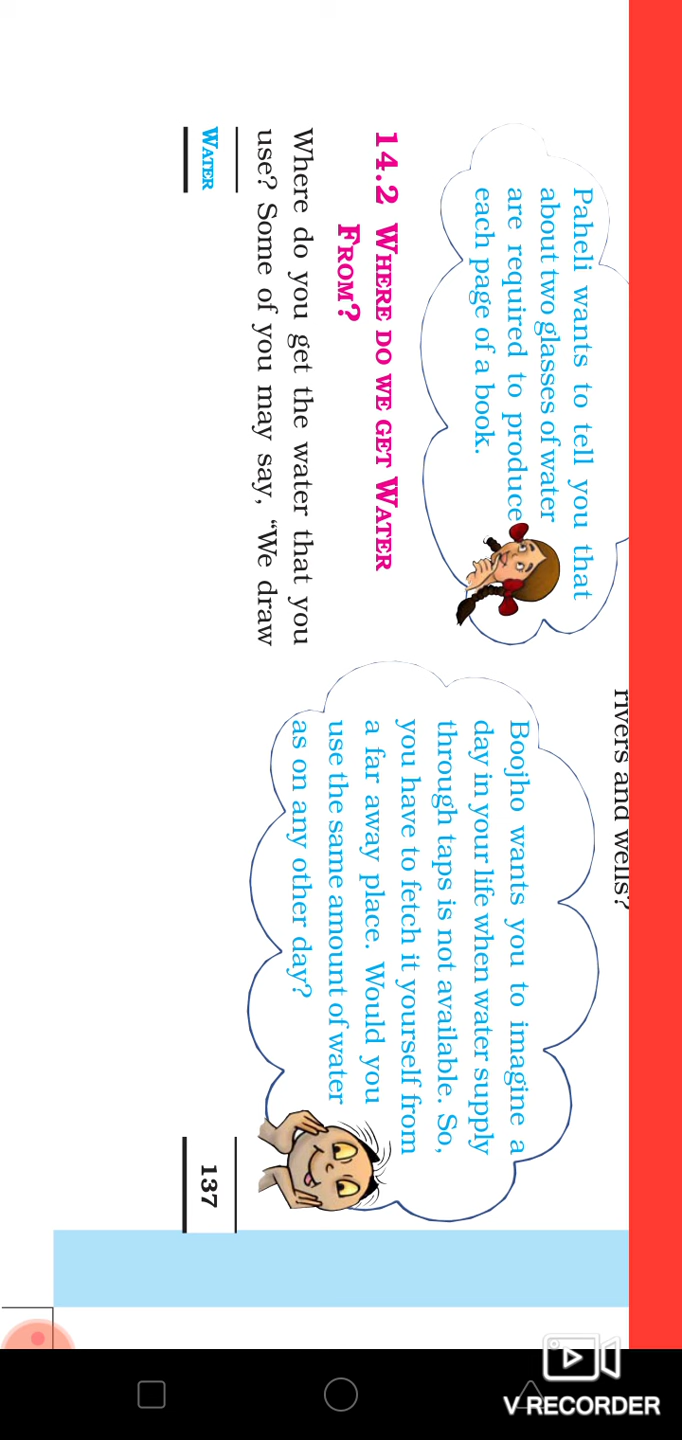 Paheli wants to tell you that
about two glasses of water
are required to produce
each page of a book.
14.2 WHERE DO WE GET WATER
FROM?
Where do you get the water that you
use? Some of you may say, “We draw
WATER
rivers and wells?
Boojho wants you to imagine a
day in your life when water supply
through taps is not available. So,
you have to fetch it yourself from
a far away place. Would you
use the same amount of water
as on any other day?
137
V RECORDER